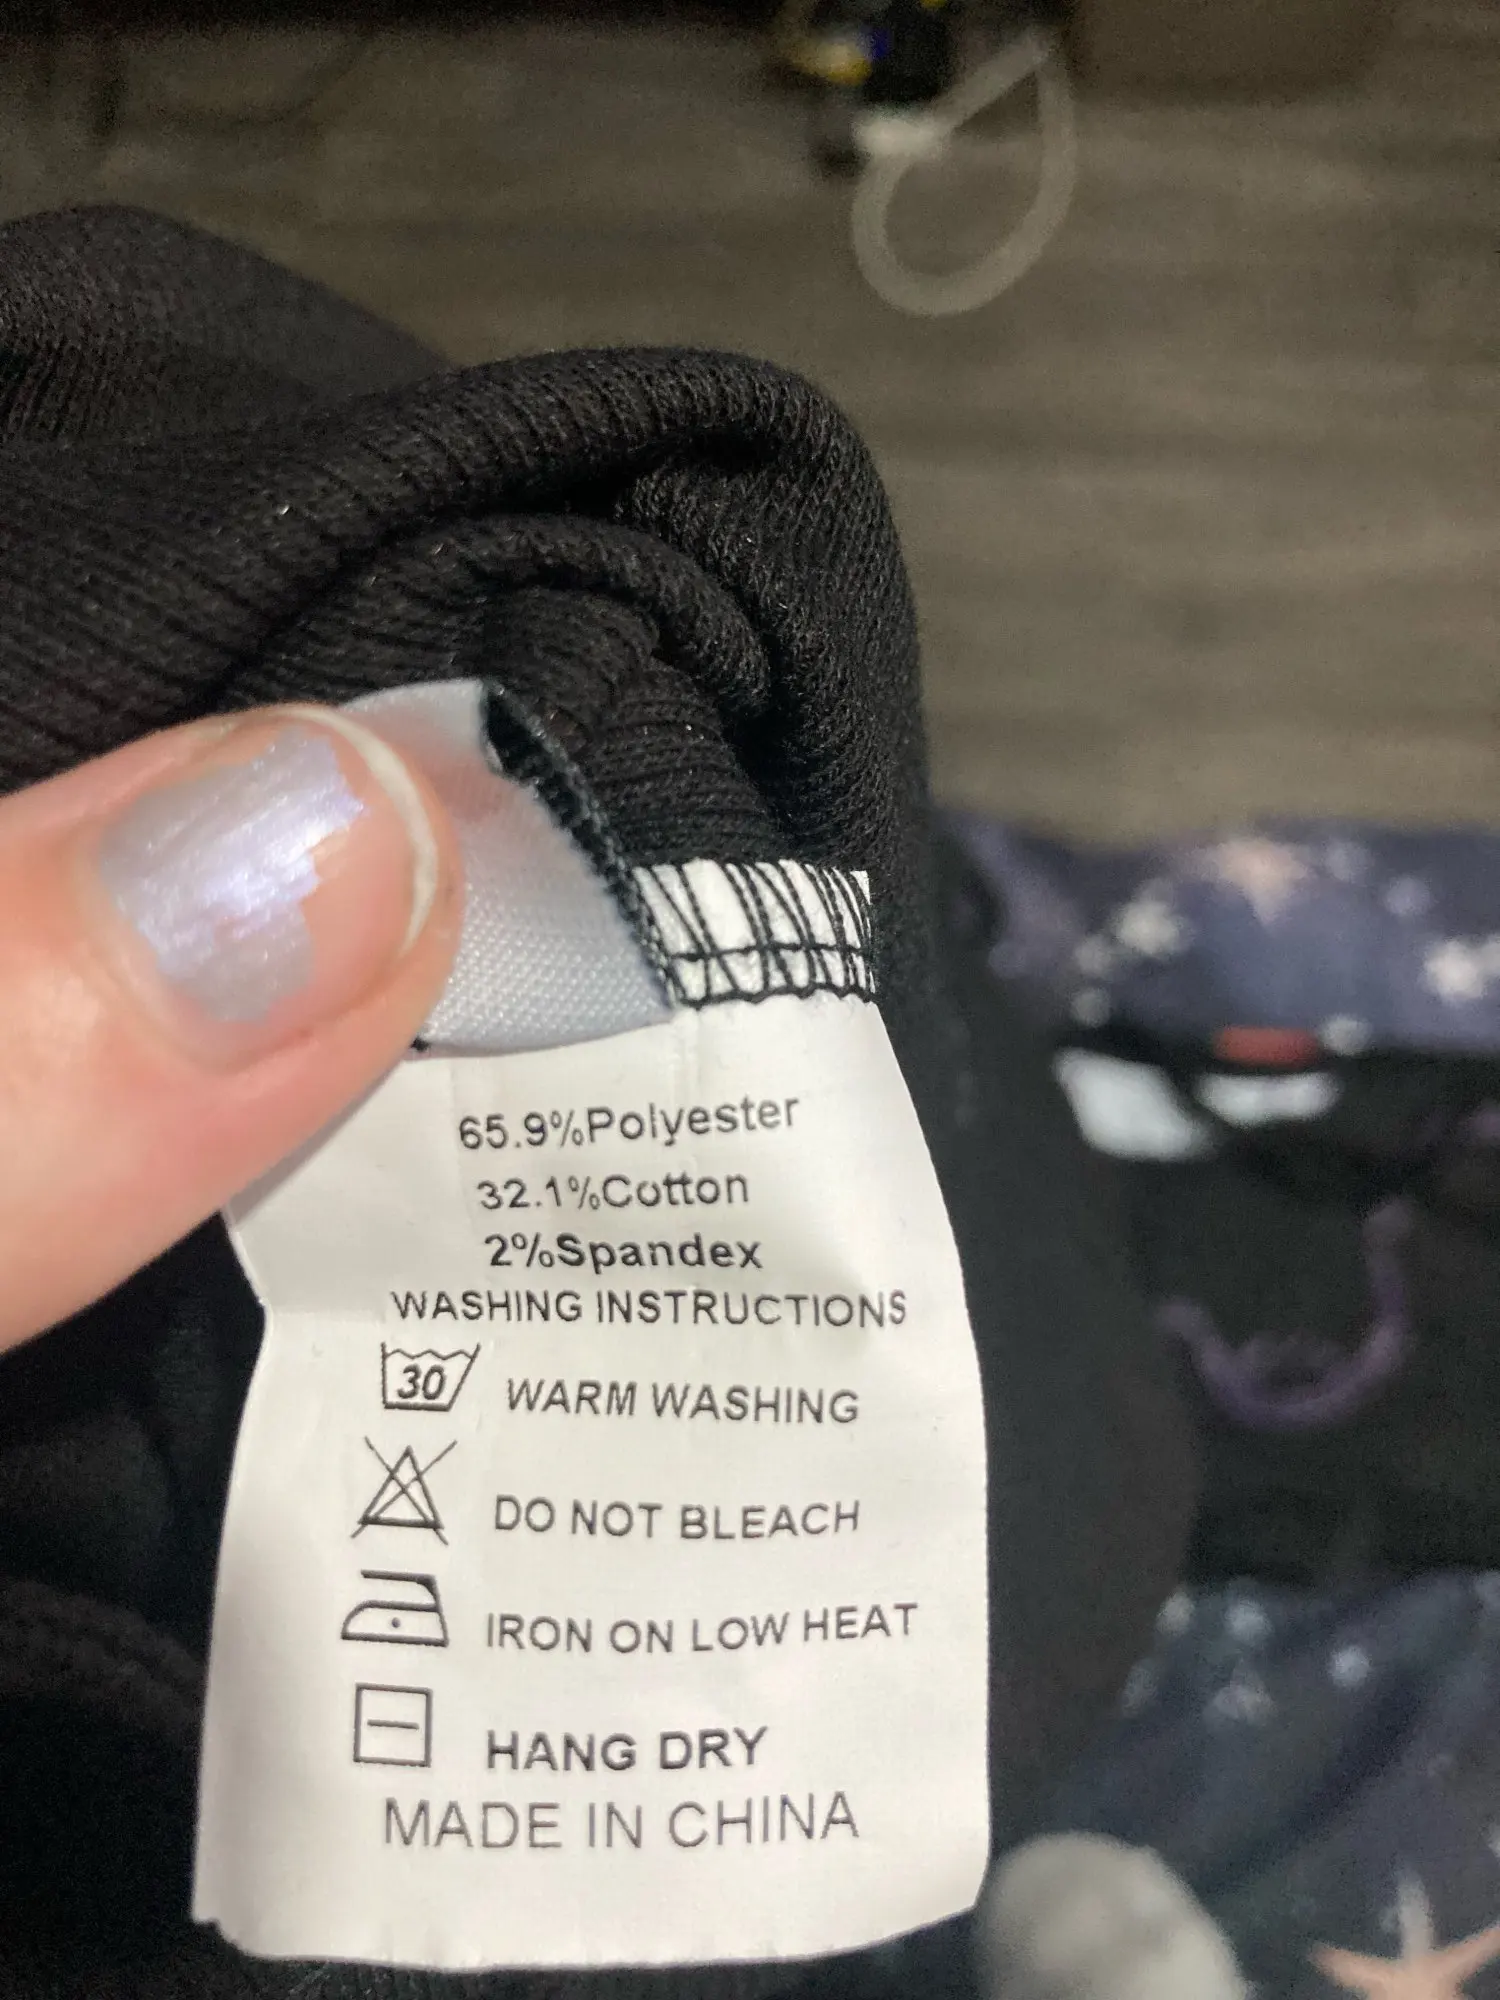 65.9%Polyester
32.1%Cotton
2%Spandex
WASHING INSTRUCTIONS
30 WARM WASHING
DO NOT BLEACH
IRON ON LOW HEAT
HANG DRY
MADE IN CHINA